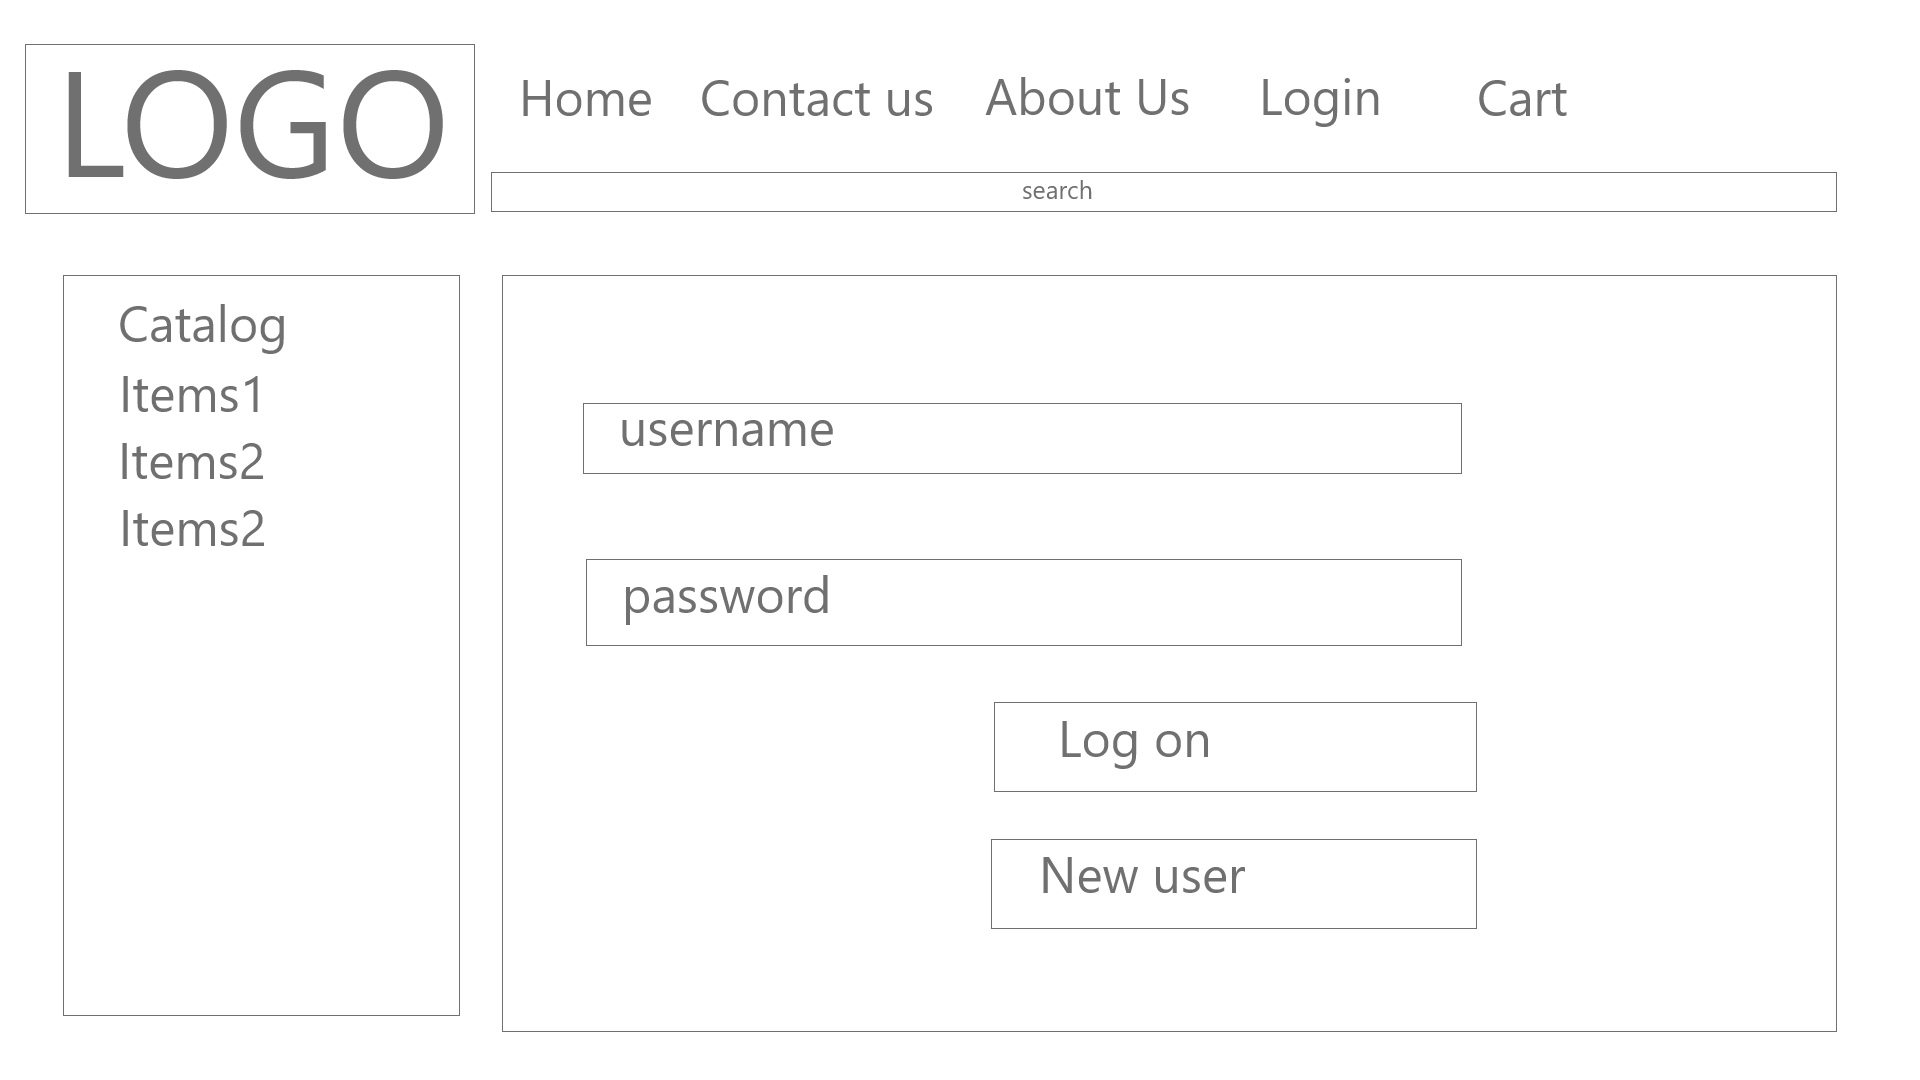 LOGO
Home Contact us About Us Login Cart
search
Catalog
Items1
Items2
Items2
username
password
Log on
New user